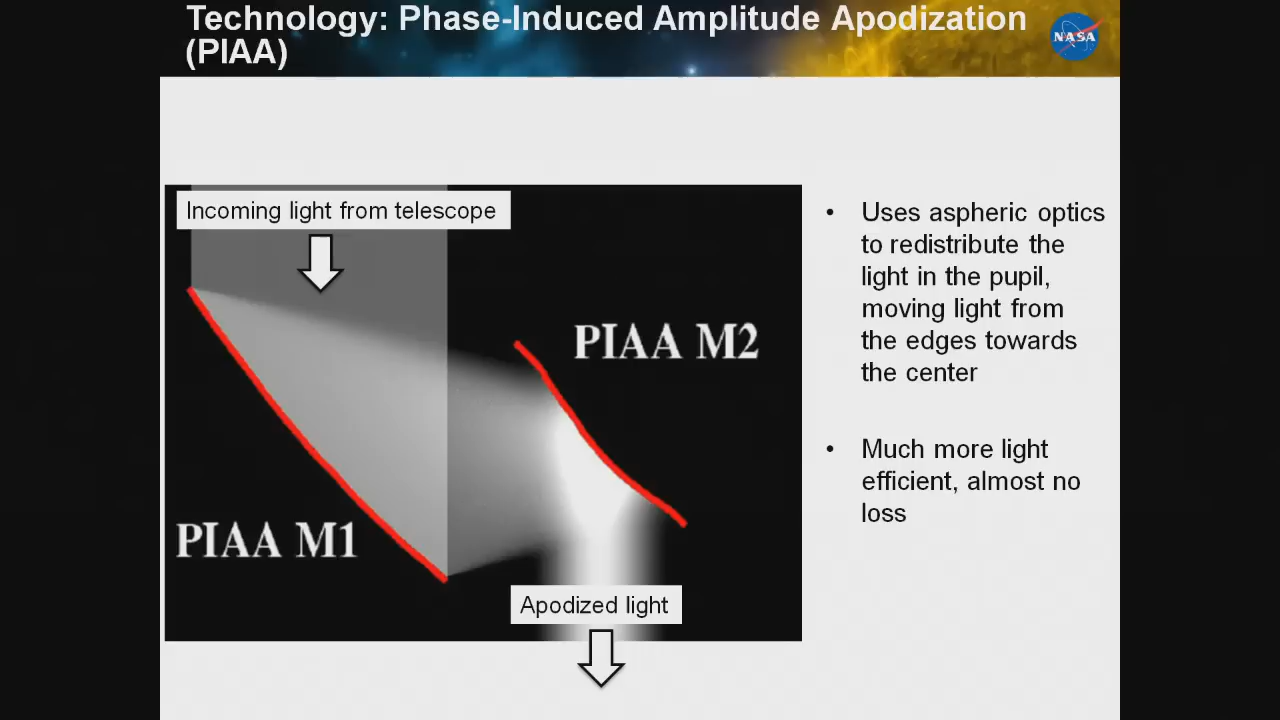 Technology: Phase-Induced Amplitude Apodization
(PIAA)
NASA
Incoming light from telescope
PIAA M2
PIAA M1
Apodized light
• Uses aspheric optics
to redistribute the
light in the pupil,
moving light from
the edges towards
the center
• Much more light
efficient, almost no
loss